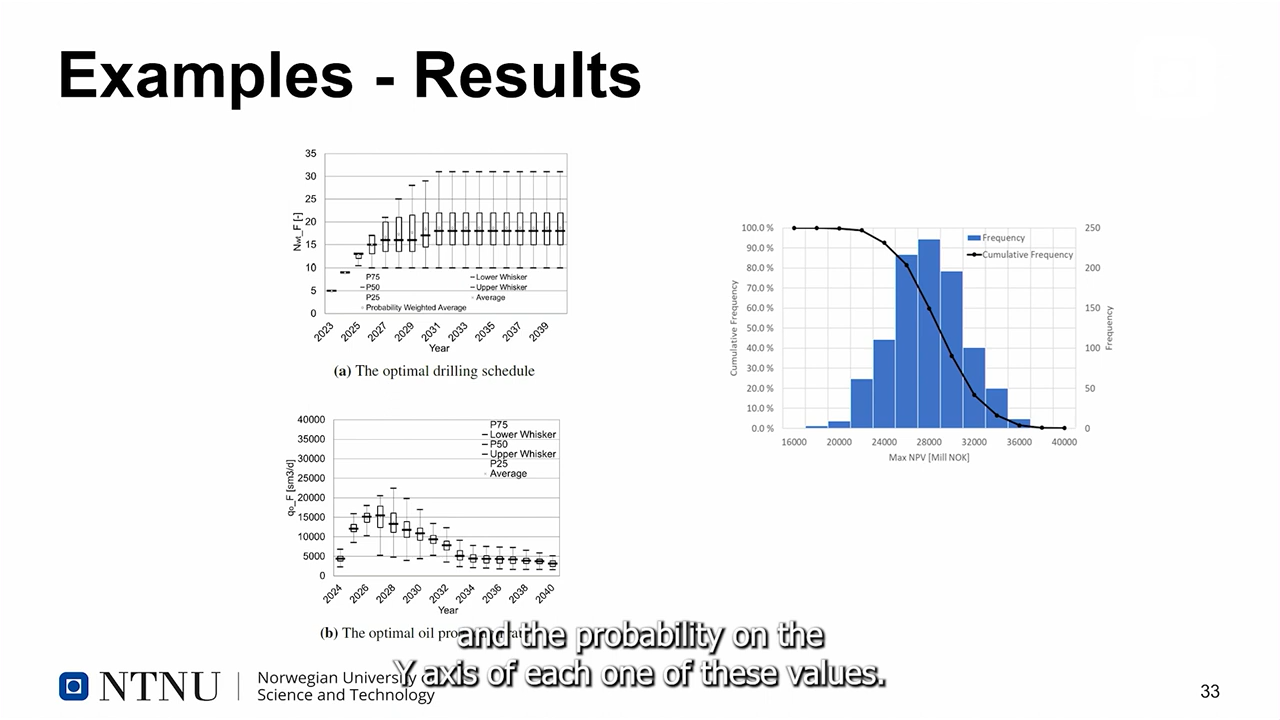 Examples - Results
35
30
25
20
15
10
5
0
Nwt_F [-]
P75
P50
P25
Probability Weighted Average
Lower Whisker
Upper Whisker
Average
2023
2025
2027
2029
2031
2033
2035
2037
2039
Year
(a) The optimal drilling schedule
40000
35000
30000
25000
20000
15000
10000
5000
0
qo_F [sm3/d]
P75
Lower Whisker
P50
Upper Whisker
P25
Average
2024
2026
2028
2030
2032
2034
2036
2038
2040
Year
(b) The optimal oil
100.0 %
90.0 %
80.0 %
70.0 %
60.0 %
50.0 %
40.0 %
30.0 %
20.0 %
10.0 %
0.0 %
Cumulative Frequency
Frequency
Cumulative Frequency
250
200
150
100
50
0
Frequency
16000 20000 24000 28000 32000 36000 40000
Max NPV [Mill NOK]
and the probability on the
Y axis of each one of these values.
NTNU
Norwegian University
Science and Technology
33